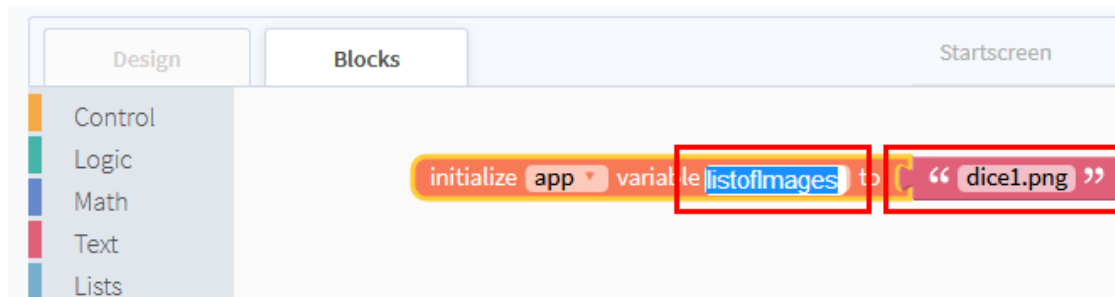 Design Blocks Startscreen
Control
Logic
initialize app variable listofImages to “ dice1.png ”
Math
Text
Lists